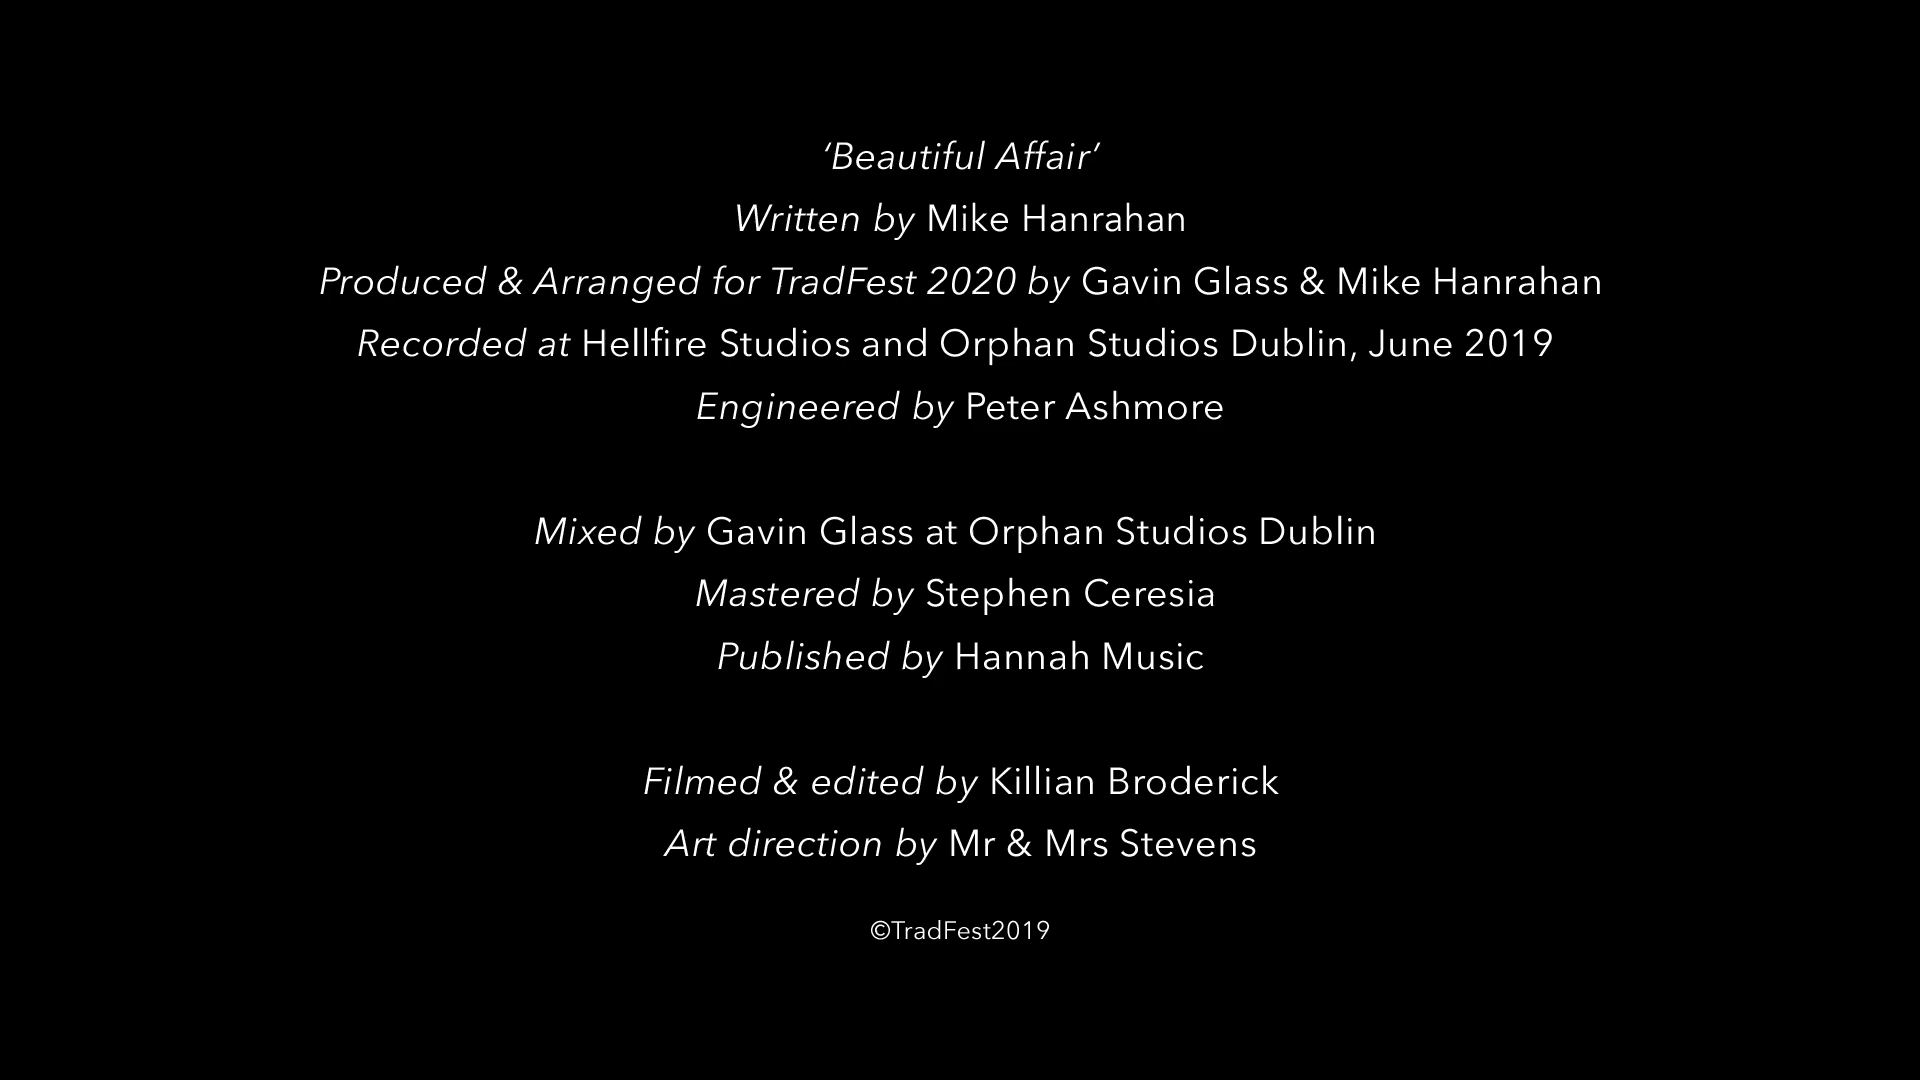 ‘Beautiful Affair’
Written by Mike Hanrahan
Produced & Arranged for TradFest 2020 by Gavin Glass & Mike Hanrahan
Recorded at Hellfire Studios and Orphan Studios Dublin, June 2019
Engineered by Peter Ashmore
Mixed by Gavin Glass at Orphan Studios Dublin
Mastered by Stephen Ceresia
Published by Hannah Music
Filmed & edited by Killian Broderick
Art direction by Mr & Mrs Stevens
©TradFest2019